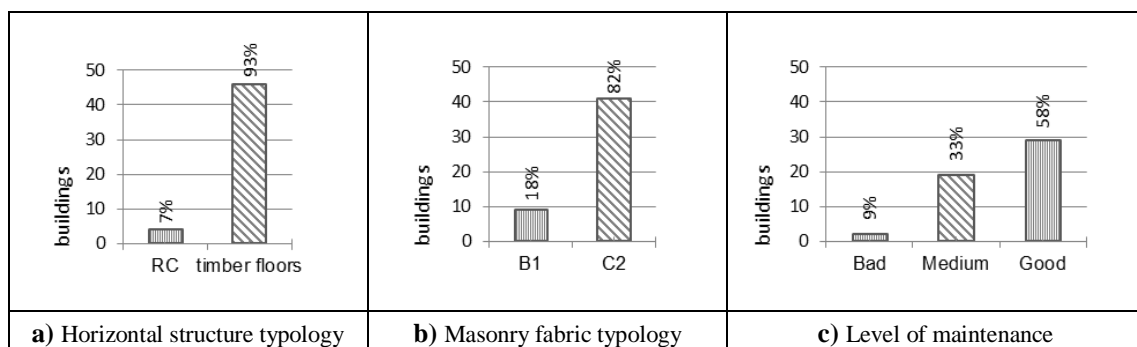 93%
50
40
30
20
10
0
buildings
7%
RC timber floors
a) Horizontal structure typology
82%
50
40
30
20
10
0
buildings
18%
B1 C2
b) Masonry fabric typology
58%
50
40
30
20
10
0
buildings
33%
9%
Bad Medium Good
c) Level of maintenance